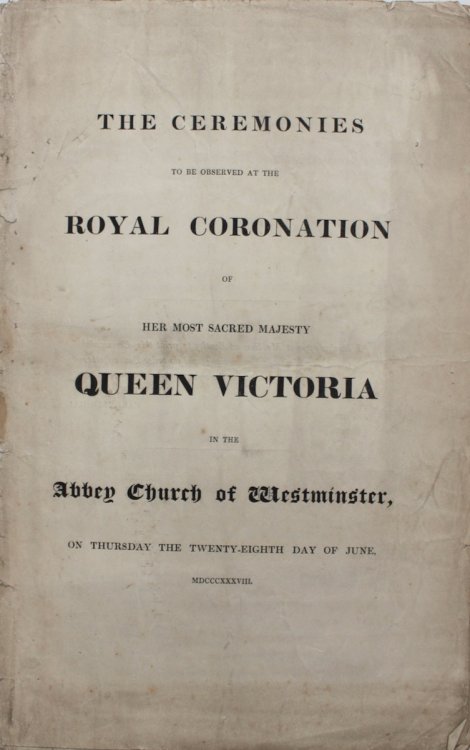 THE CEREMONIES
TO BE OBSERVED AT THE
ROYAL CORONATION
OF
HER MOST SACRED MAJESTY
QUEEN VICTORIA
IN THE
Abbey Church of Westminster,
ON THURSDAY THE TWENTY-EIGHTH DAY OF JUNE,
MDCCCXXXVIII.